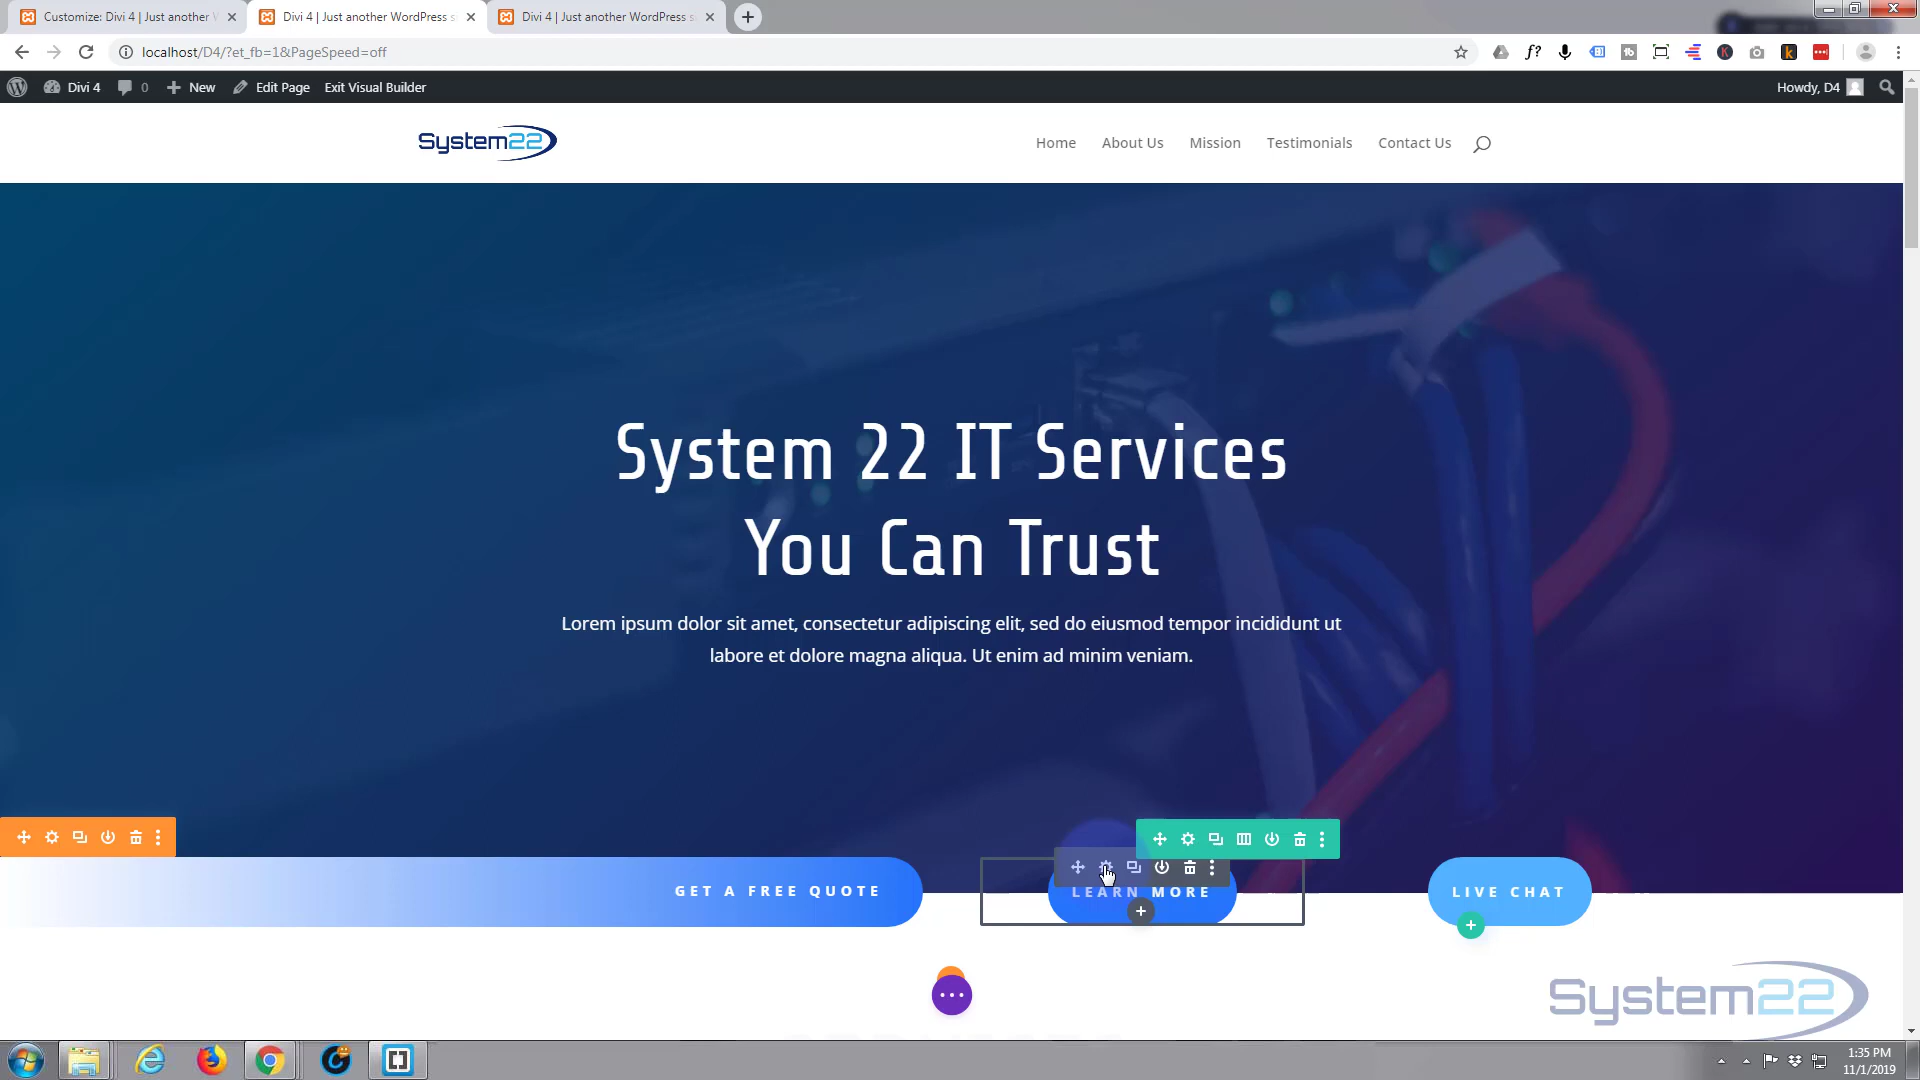 Customize: Divi 4 | Just another W
Divi 4 | Just another WordPress s
Divi 4 | Just another WordPress s
localhost/D4/?et_fb=1&PageSpeed=off
f?
Divi 4
0
New
Edit Page
Exit Visual Builder
Howdy, D4
System22
Home
About Us
Mission
Testimonials
Contact Us
System 22 IT Services
You Can Trust
Lorem ipsum dolor sit amet, consectetur adipiscing elit, sed do eiusmod tempor incididunt ut
labore et dolore magna aliqua. Ut enim ad minim veniam.
GET A FREE QUOTE
LEARN MORE
LIVE CHAT
System22
1:35 PM
11/1/2019